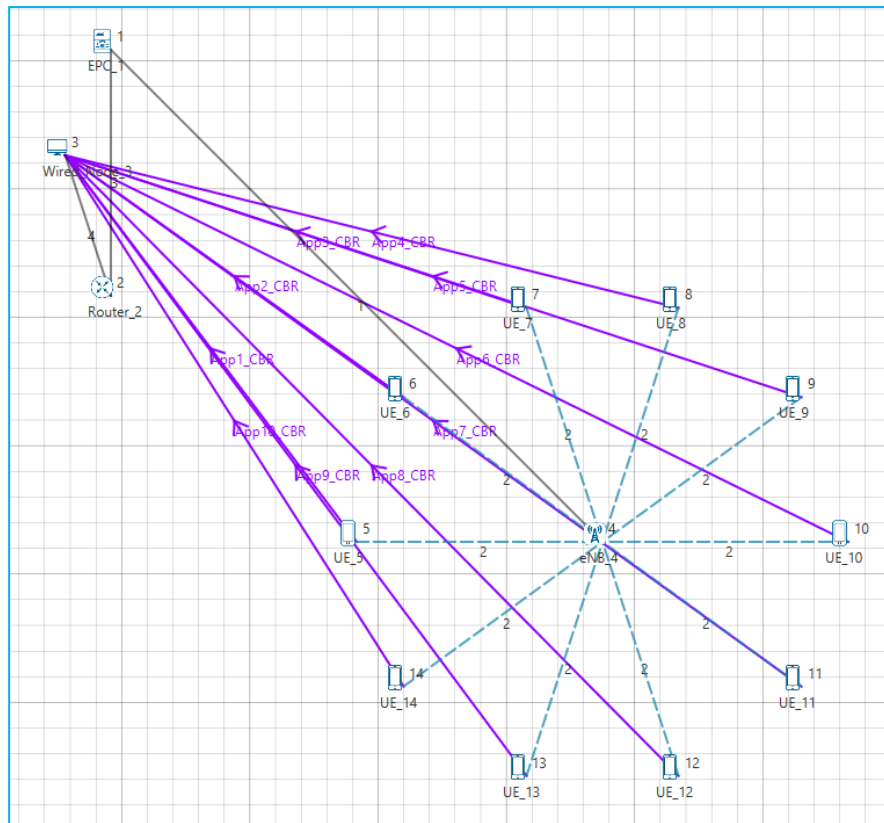 1
EPC_1
3
Wired_Node_3
3
4
2
Router_2
App3_CBR
App4_CBR
App2_CBR
App5_CBR
7
UE_7
8
UE_8
1
App1_CBR
App6_CBR
6
UE_6
9
UE_9
App10_CBR
App7_CBR
2
2
App9_CBR
App8_CBR
2
2
5
UE_5
4
eNB_4
10
UE_10
2
2
2
2
14
UE_14
2
2
11
UE_11
13
UE_13
12
UE_12